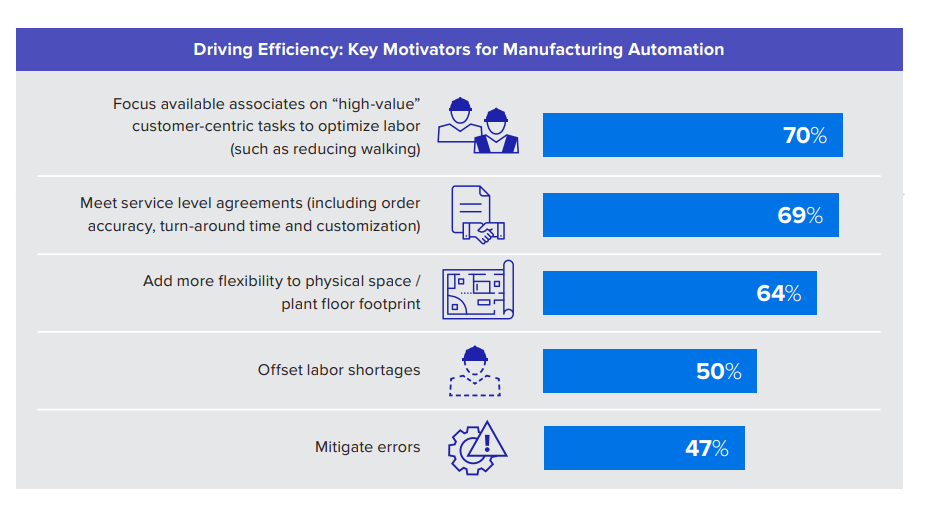 Driving Efficiency: Key Motivators for Manufacturing Automation
Focus available associates on “high-value”
customer-centric tasks to optimize labor
(such as reducing walking)
70%
Meet service level agreements (including order
accuracy, turn-around time and customization)
69%
Add more flexibility to physical space /
plant floor footprint
64%
Offset labor shortages
50%
Mitigate errors
47%